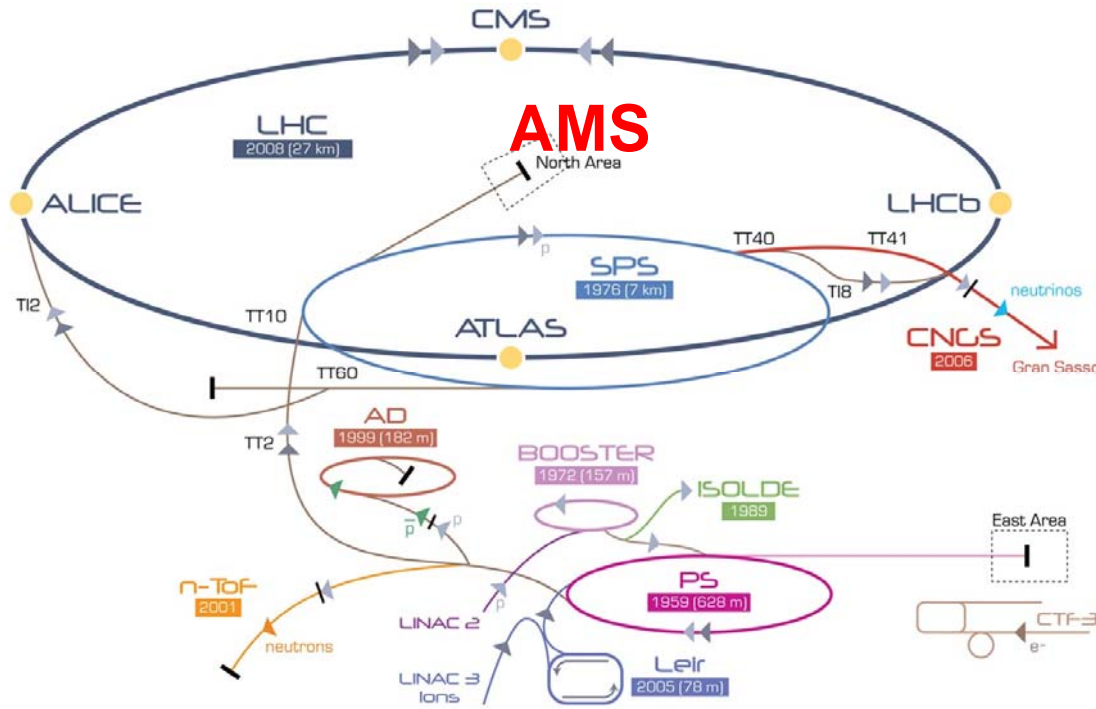 CMS
AMS
LHC
2008 (27 km)
North Area
ALICE
LHCb
TT40
TT41
p
SPS
1976 (7 km)
TI8
TI2
neutrinos
TT10
ATLAS
CNGS
2006
Gran Sasso
TT60
AD
1999 (182 m)
TT2
BOOSTER
1972 (157 m)
ISOLDE
1989
p
p
East Area
n-ToF
2001
PS
1959 (628 m)
p
LINAC 2
CTF-3
e-
neutrons
LINAC 3
Ions
Leir
2005 (78 m)